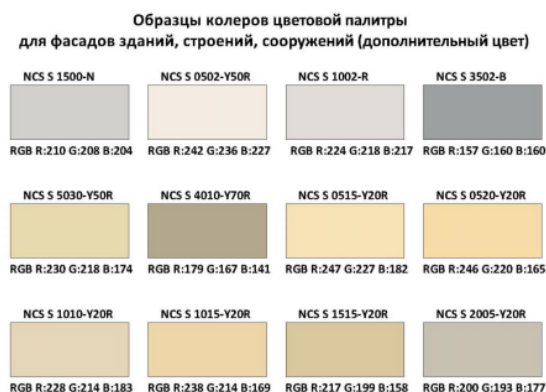 Образцы колеров цветовой палитры
для фасадов зданий, строений, сооружений (дополнительный цвет)
NCS S 1500-N NCS S 0502-Y50R NCS S 1002-R NCS S 3502-B
RGB R:210 G:208 B:204 RGB R:242 G:236 B:227 RGB R:224 G:218 B:217 RGB R:157 G:160 B:160
NCS S 5030-Y50R NCS S 4010-Y70R NCS S 0515-Y20R NCS S 0520-Y20R
RGB R:230 G:218 B:174 RGB R:179 G:167 B:141 RGB R:247 G:227 B:182 RGB R:246 G:220 B:165
NCS S 1010-Y20R NCS S 1015-Y20R NCS S 1515-Y20R NCS S 2005-Y20R
RGB R:228 G:214 B:183 RGB R:238 G:214 B:169 RGB R:217 G:199 B:158 RGB R:200 G:193 B:177